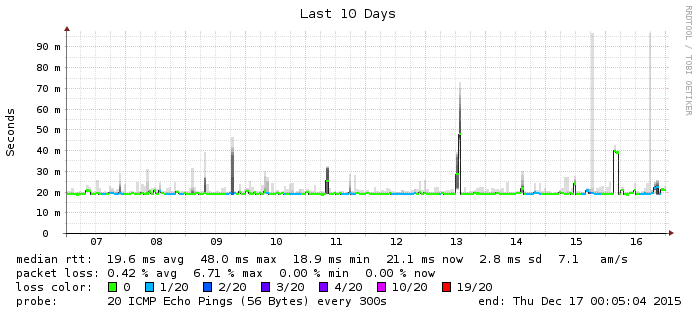 Last 10 Days
RRDTOOL / TOBI OETIKER
Seconds
90 m
80 m
70 m
60 m
50 m
40 m
30 m
20 m
10 m
0
07 08 09 10 11 12 13 14 15 16
median rtt: 19.6 ms avg 48.0 ms max 18.9 ms min 21.1 ms now 2.8 ms sd 7.1 am/s
packet loss: 0.42 % avg 6.71 % max 0.00 % min 0.00 % now
loss color: 0 1/20 2/20 3/20 4/20 10/20 19/20
probe: 20 ICMP Echo Pings (56 Bytes) every 300s end: Thu Dec 17 00:05:04 2015